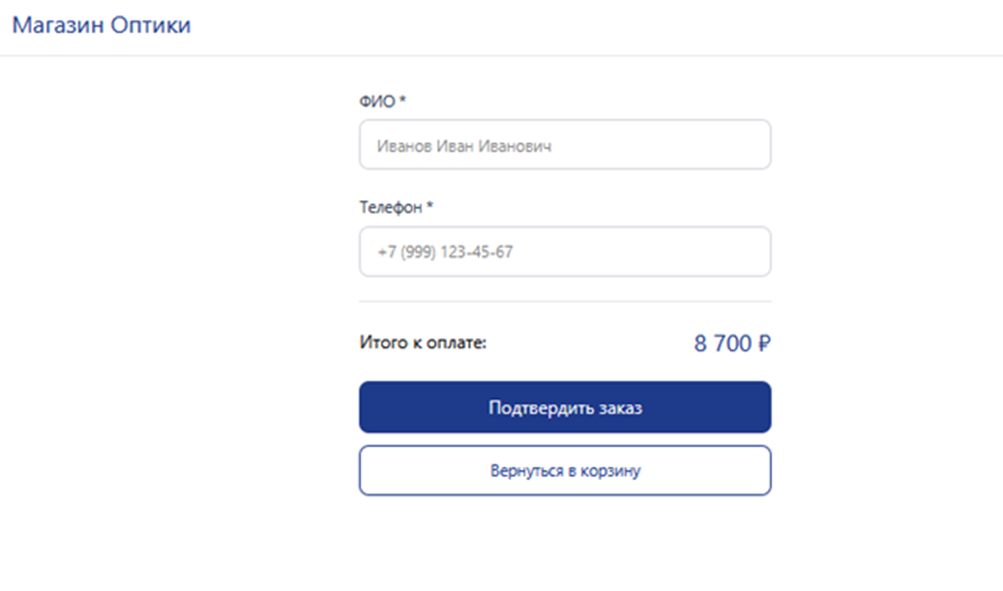 Магазин Оптики
ФИО *
Иванов Иван Иванович
Телефон *
+7 (999) 123-45-67
Итого к оплате: 8 700 ₽
Подтвердить заказ
Вернуться в корзину